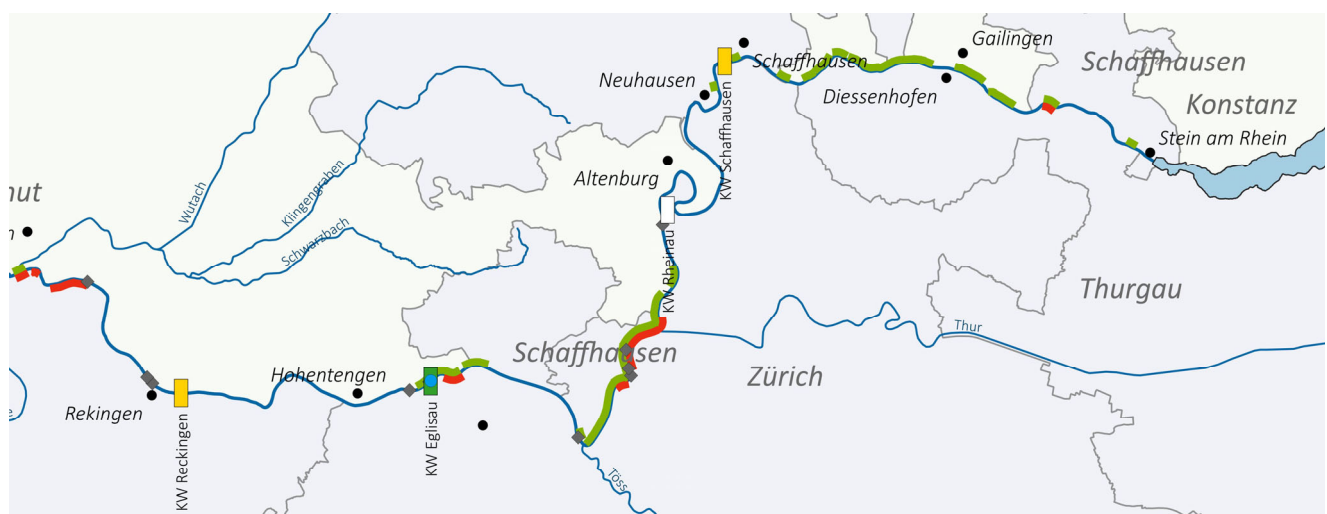 Gailingen
Schaffhausen
Schaffhausen
Neuhausen
Diessenhofen
Konstanz
Stein am Rhein
KW Schaffhausen
Altenburg
Wutach
Klingengraben
nut
Schwarzbach
n
KW Rheinau
Thurgau
Thur
Schaffhausen
Zürich
Hohentengen
Rekingen
KW Reckingen
KW Eglisau
Töss
e